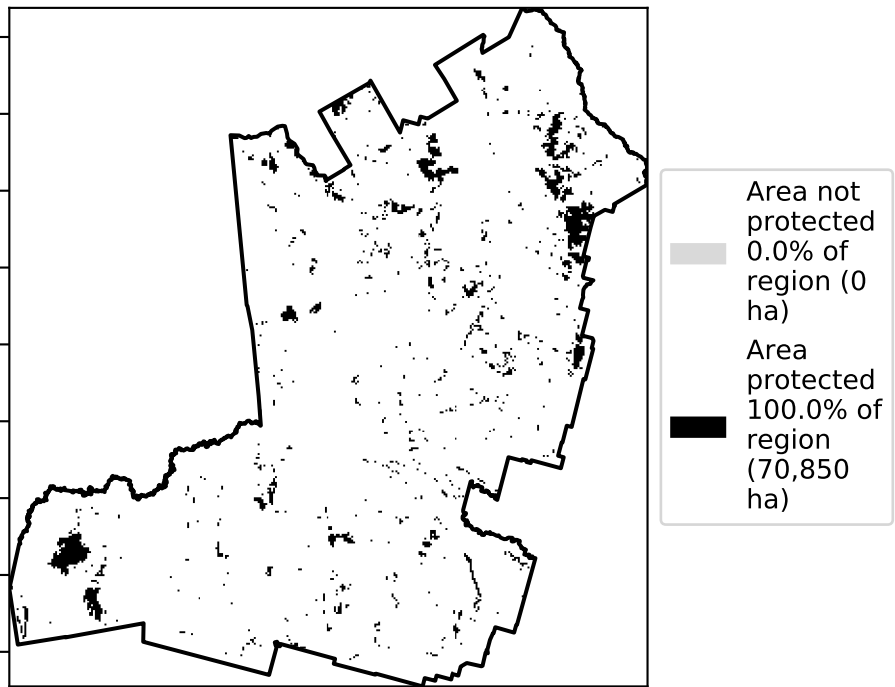 Area not
protected
0.0% of
region (0
ha)
Area
protected
100.0% of
region
(70,850
ha)